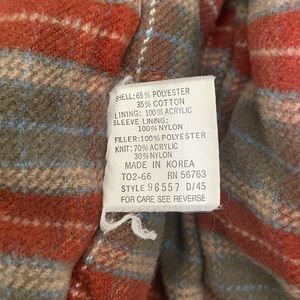 SHELL: 65% POLYESTER
35% COTTON
LINING: 100% ACRYLIC
SLEEVE LINING:
100% NYLON
FILLER: 100% POLYESTER
KNIT: 70% ACRYLIC
30% NYLON
MADE IN KOREA
TO2-66 RN 56763
STYLE 96557 D/45
FOR CARE SEE REVERSE